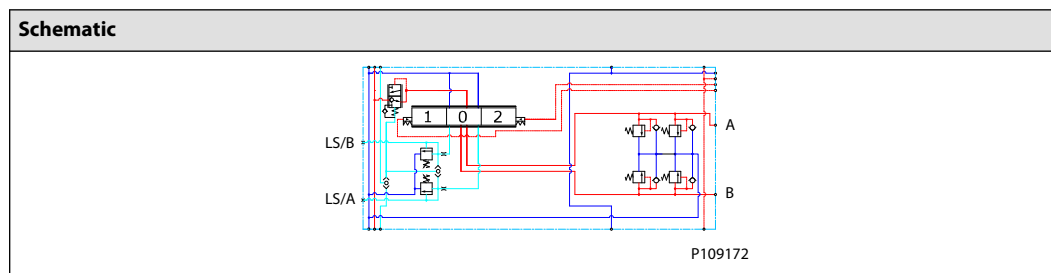 Schematic
1 0 2
A
LS/B
LS/A
B
P109172